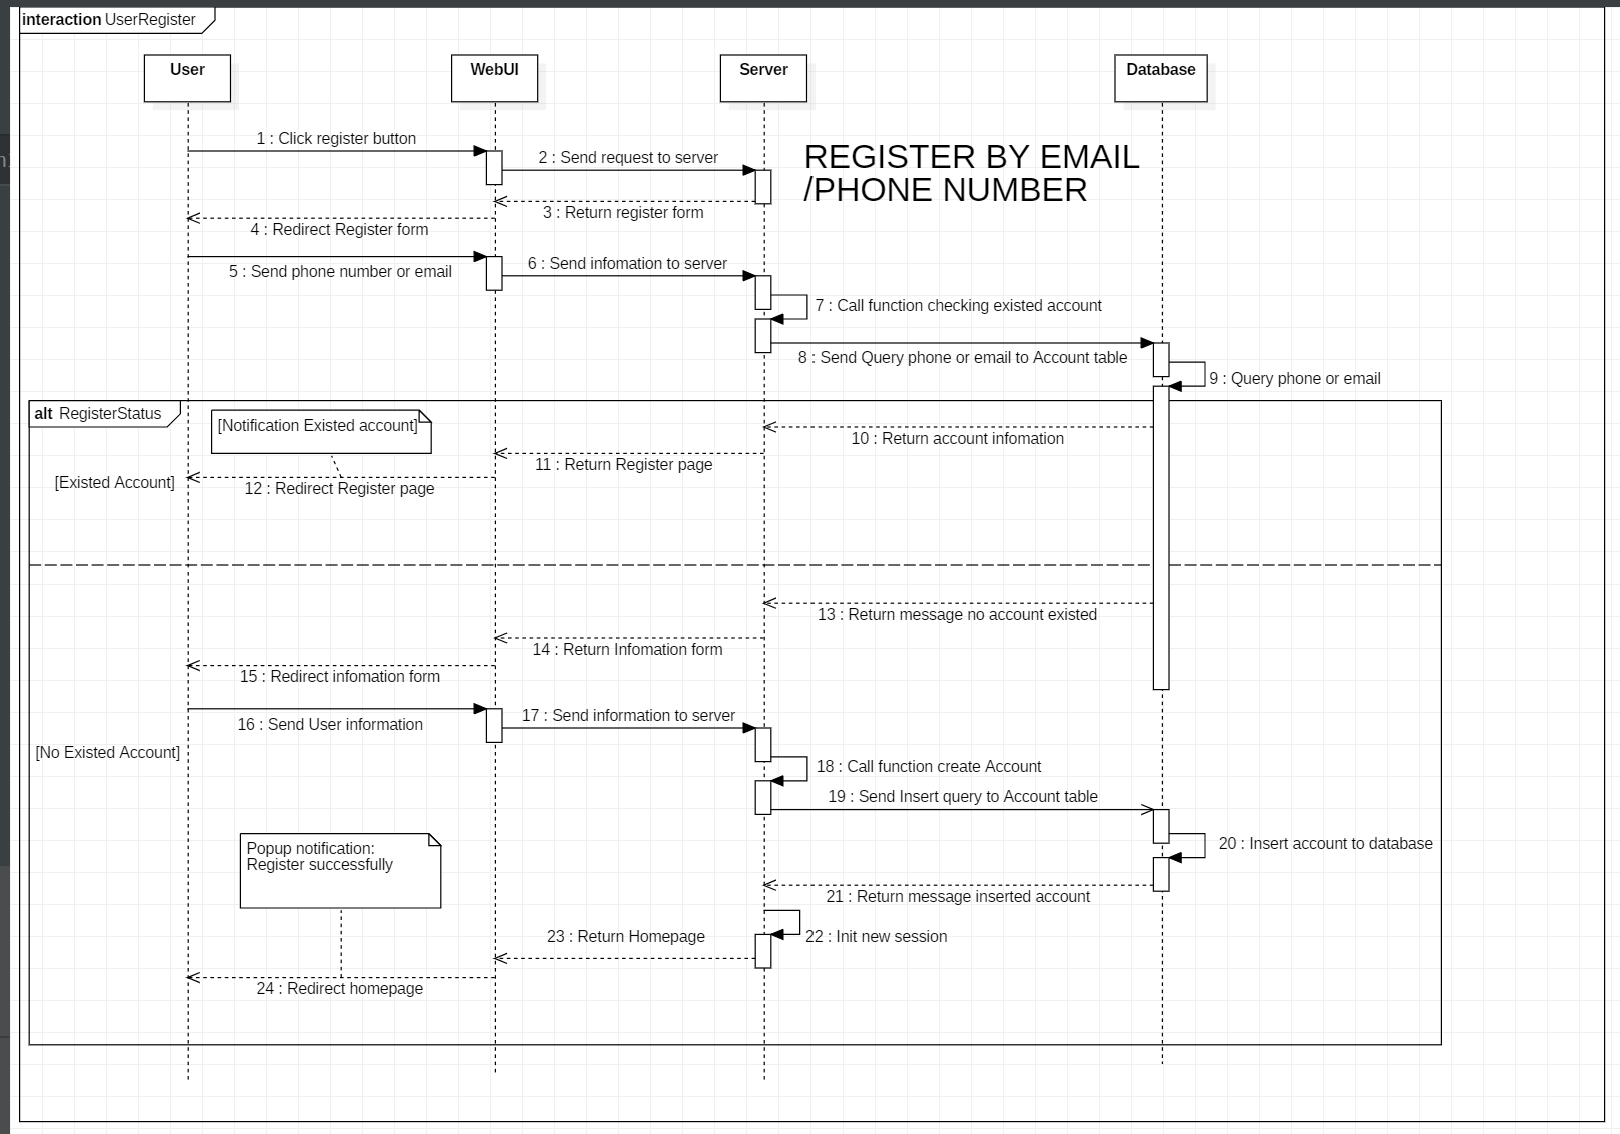 interaction UserRegister
User
WebUI
Server
Database
1 : Click register button
2 : Send request to server
REGISTER BY EMAIL
/PHONE NUMBER
3 : Return register form
4 : Redirect Register form
5 : Send phone number or email
6 : Send infomation to server
7 : Call function checking existed account
8 : Send Query phone or email to Account table
9 : Query phone or email
alt RegisterStatus
[Notification Existed account]
10 : Return account infomation
11 : Return Register page
[Existed Account]
12 : Redirect Register page
13 : Return message no account existed
14 : Return Infomation form
15 : Redirect infomation form
16 : Send User information
17 : Send information to server
[No Existed Account]
18 : Call function create Account
19 : Send Insert query to Account table
20 : Insert account to database
Popup notification:
Register successfully
21 : Return message inserted account
22 : Init new session
23 : Return Homepage
24 : Redirect homepage